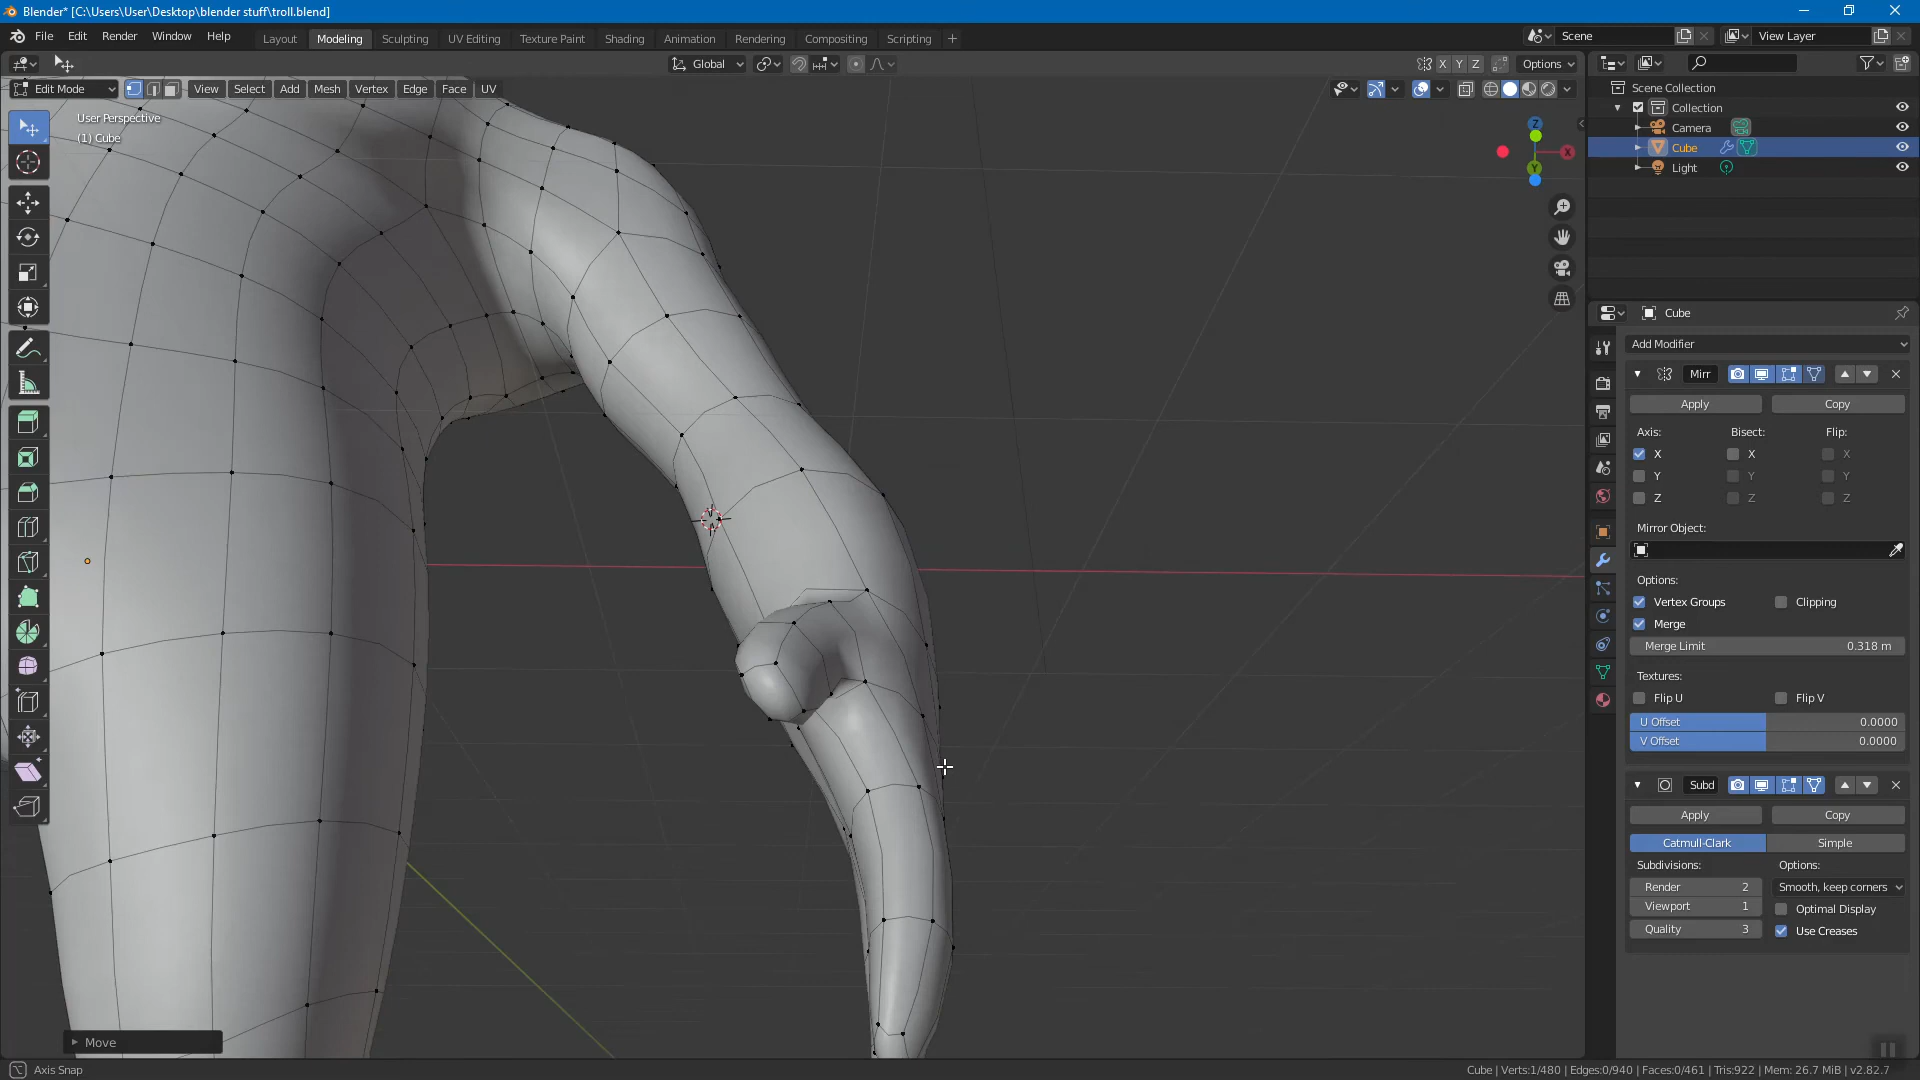 Blender* [C:\Users\User\Desktop\blender stuff\troll.blend]
File Edit Render Window Help
Layout Modeling Sculpting UV Editing Texture Paint Shading Animation Rendering Compositing Scripting
Scene
View Layer
Global
X Y Z
Options
Edit Mode
View Select Add Mesh Vertex Edge Face UV
User Perspective
(1) Cube
Z
X
Y
Scene Collection
Collection
Camera
Cube
Light
Cube
Add Modifier
Mirr
Apply Copy
Axis: Bisect: Flip:
X X X
Y Y Y
Z Z Z
Mirror Object:
Options:
Vertex Groups Clipping
Merge
Merge Limit 0.318 m
Textures:
Flip U Flip V
U Offset 0.0000
V Offset 0.0000
Subd
Apply Copy
Catmull-Clark Simple
Subdivisions: Options:
Render 2 Smooth, keep corners
Viewport 1 Optimal Display
Quality 3 Use Creases
Move
Axis Snap
Cube | Verts:1/480 | Edges:0/940 | Faces:0/461 | Tris:922 | Mem: 26.7 MiB | v2.82.7